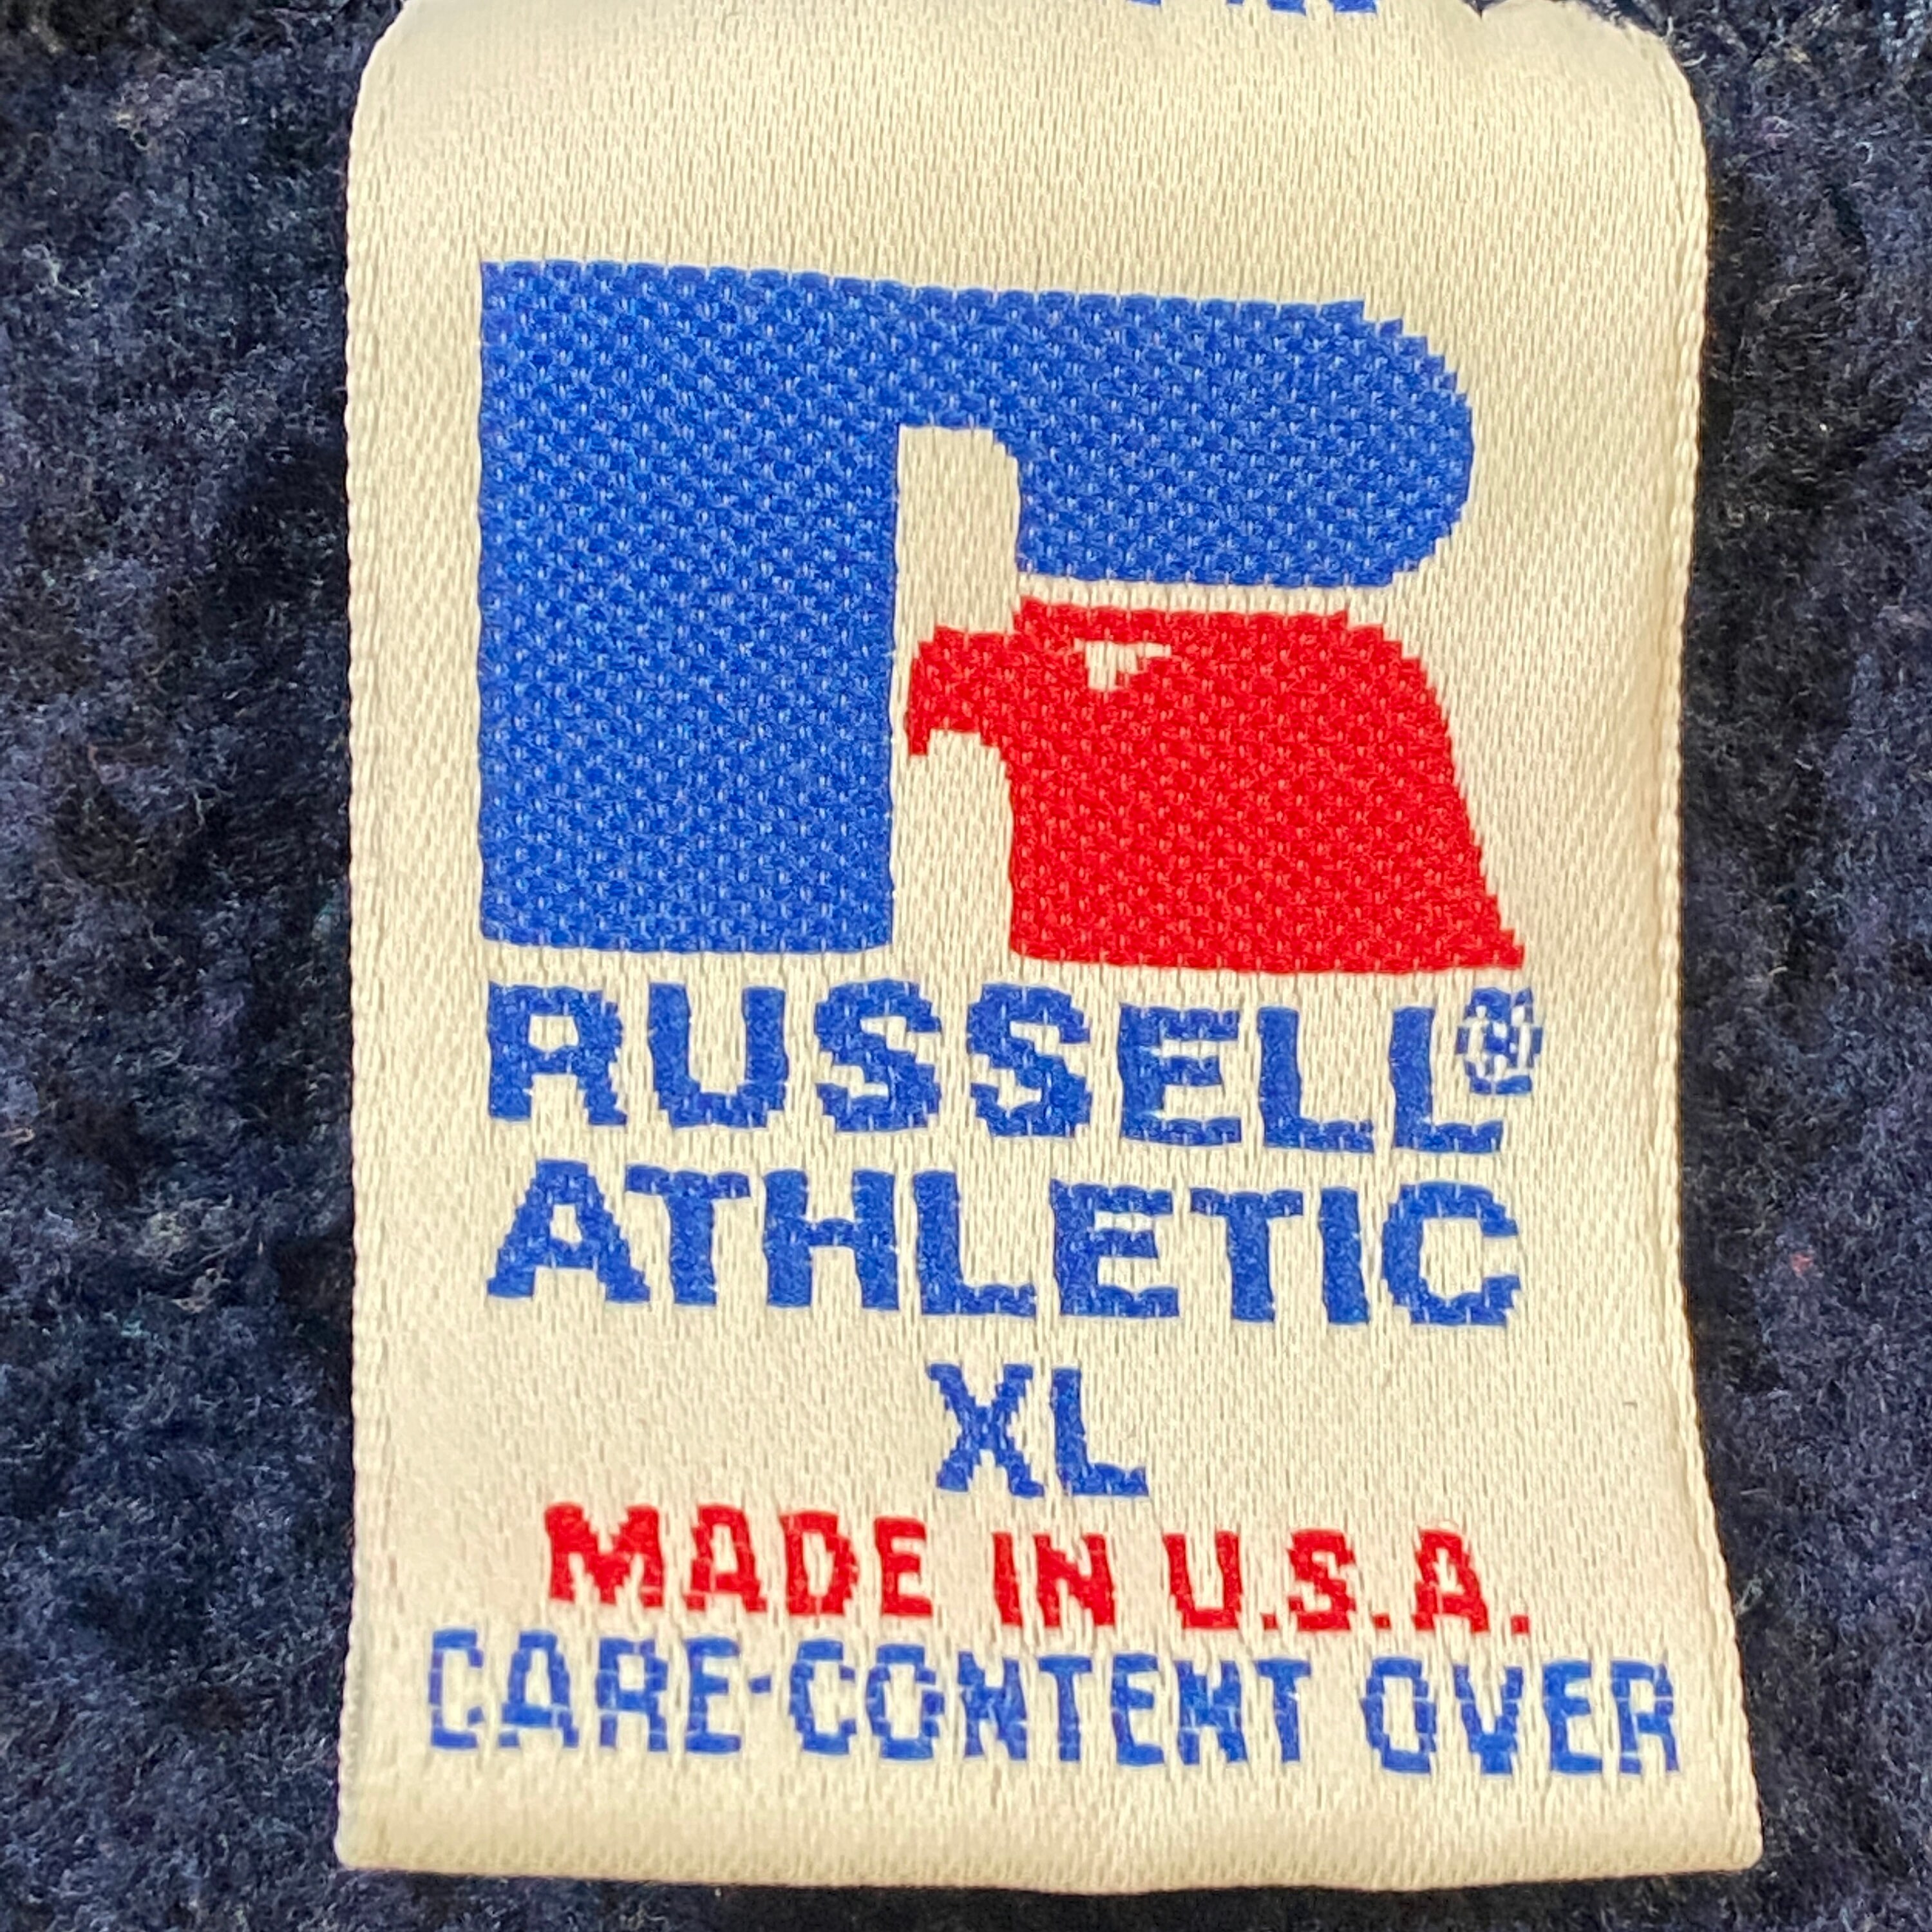 RUSSELL®
ATHLETIC
XL
MADE IN U.S.A.
CARE·CONTENT OVER